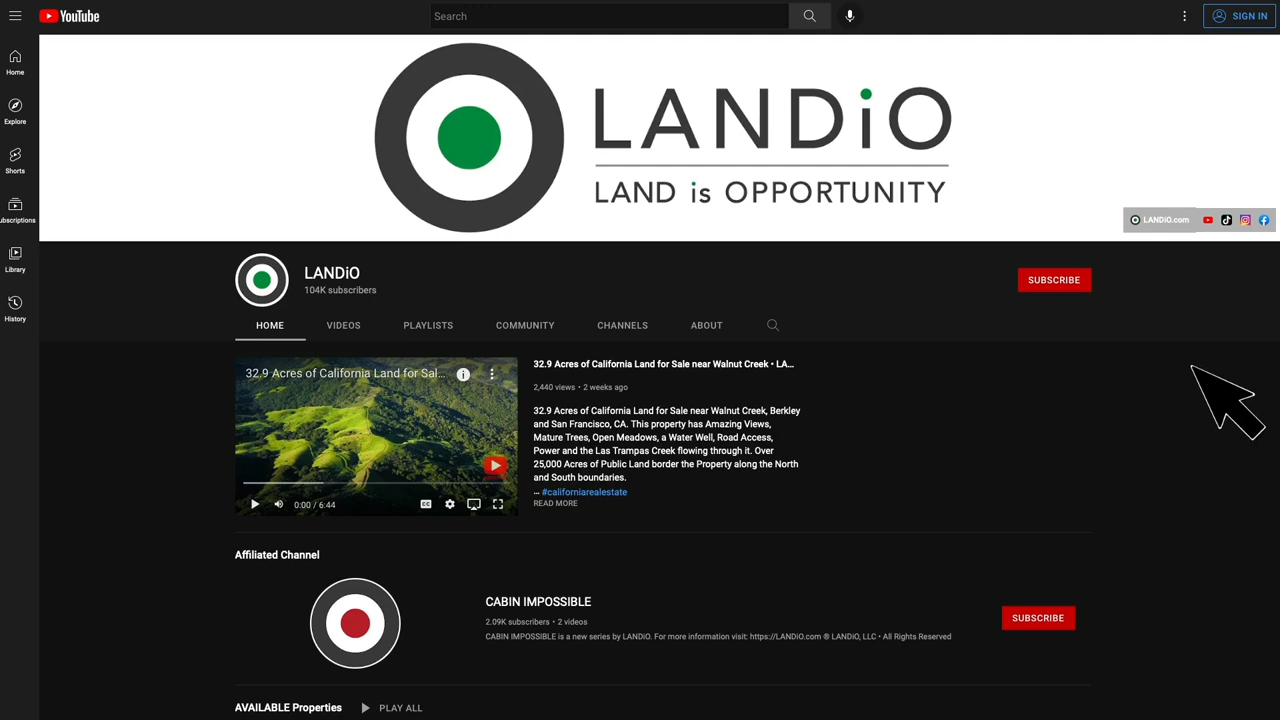 YouTube
Search
SIGN IN
Home
Explore
Shorts
ubscriptions
Library
History
LANDiO
LAND is OPPORTUNITY
LANDiO.com
LANDiO
104K subscribers
SUBSCRIBE
HOME
VIDEOS
PLAYLISTS
COMMUNITY
CHANNELS
ABOUT
32.9 Acres of California Land for Sal...
0:00 / 6:44
32.9 Acres of California Land for Sale near Walnut Creek • LA...
2,440 views • 2 weeks ago
32.9 Acres of California Land for Sale near Walnut Creek, Berkley
and San Francisco, CA. This property has Amazing Views,
Mature Trees, Open Meadows, a Water Well, Road Access,
Power and the Las Trampas Creek flowing through it. Over
25,000 Acres of Public Land border the Property along the North
and South boundaries.
... #californiarealestate
READ MORE
Affiliated Channel
CABIN IMPOSSIBLE
2.09K subscribers • 2 videos
CABIN IMPOSSIBLE is a new series by LANDiO. For more information visit: https://LANDiO.com ® LANDiO, LLC • All Rights Reserved
SUBSCRIBE
AVAILABLE Properties
PLAY ALL